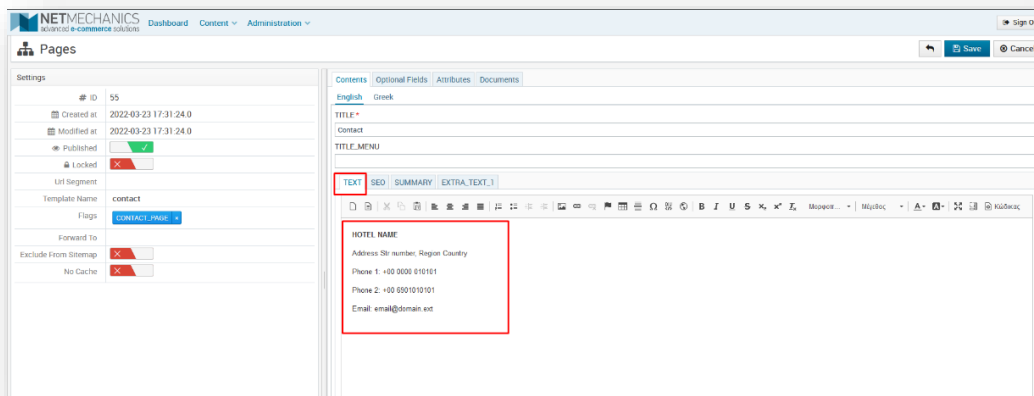 NETMECHANICS
advanced e-commerce solutions
Dashboard Content Administration
Sign O
Pages
Save Cance
Settings
# ID 55
Created at 2022-03-23 17:31:24.0
Modified at 2022-03-23 17:31:24.0
Published
Locked
Url Segment
Template Name contact
Flags CONTACT_PAGE ×
Forward To
Exclude From Sitemap
No Cache
Contents Optional Fields Attributes Documents
English Greek
TITLE *
Contact
TITLE_MENU
TEXT SEO SUMMARY EXTRA_TEXT_1
B I U S x, x² Ix Μορφοπ... Μέγεθος A A Κώδικας
HOTEL NAME
Address Str number, Region Country
Phone 1: +00 0000 010101
Phone 2: +00 6901010101
Email: email@domain.ext